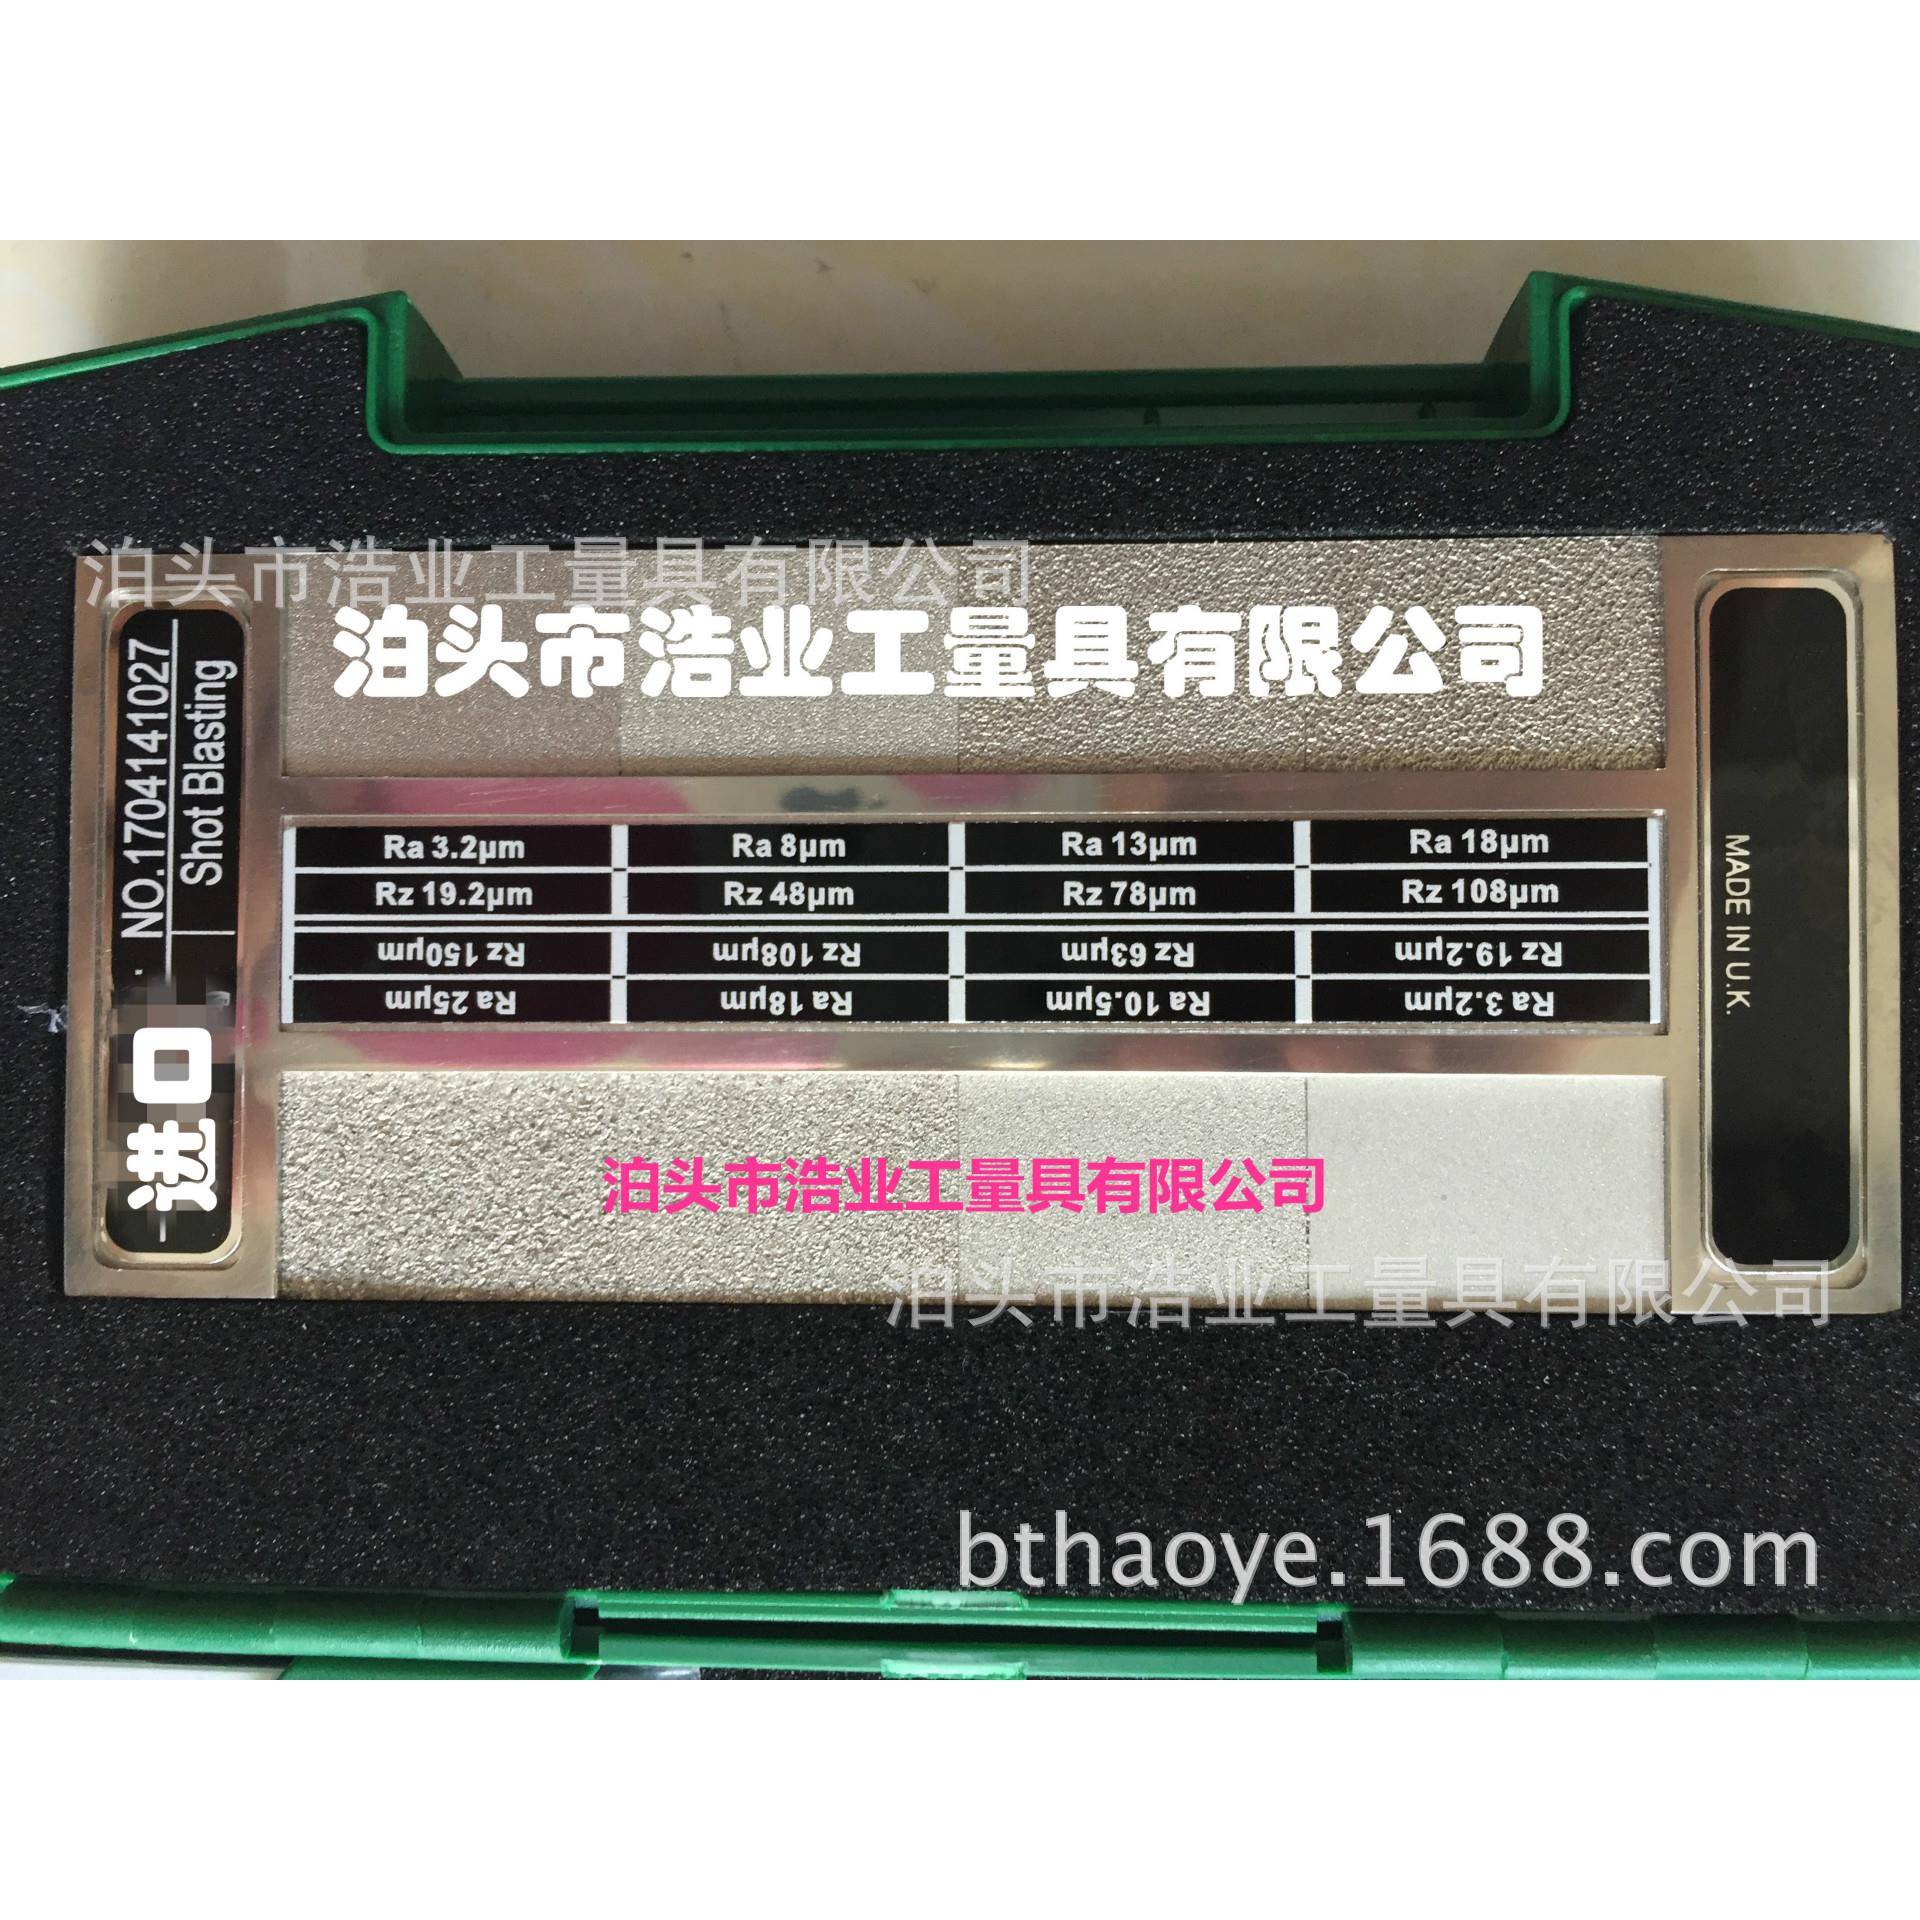 泊头市浩业工量具有限公司
泊头市浩业工量具有限公司
NO.1704141027
Shot Blasting
进口
Ra 3.2μm Ra 8μm Ra 13μm Ra 18μm
Rz 19.2μm Rz 48μm Rz 78μm Rz 108μm
Rz 150μm Rz 108μm Rz 63μm Rz 19.2μm
Ra 25μm Ra 18μm Ra 10.5μm Ra 3.2μm
MADE IN U.K.
泊头市浩业工量具有限公司
泊头市浩业工量具有限公司
bthaoye.1688.com